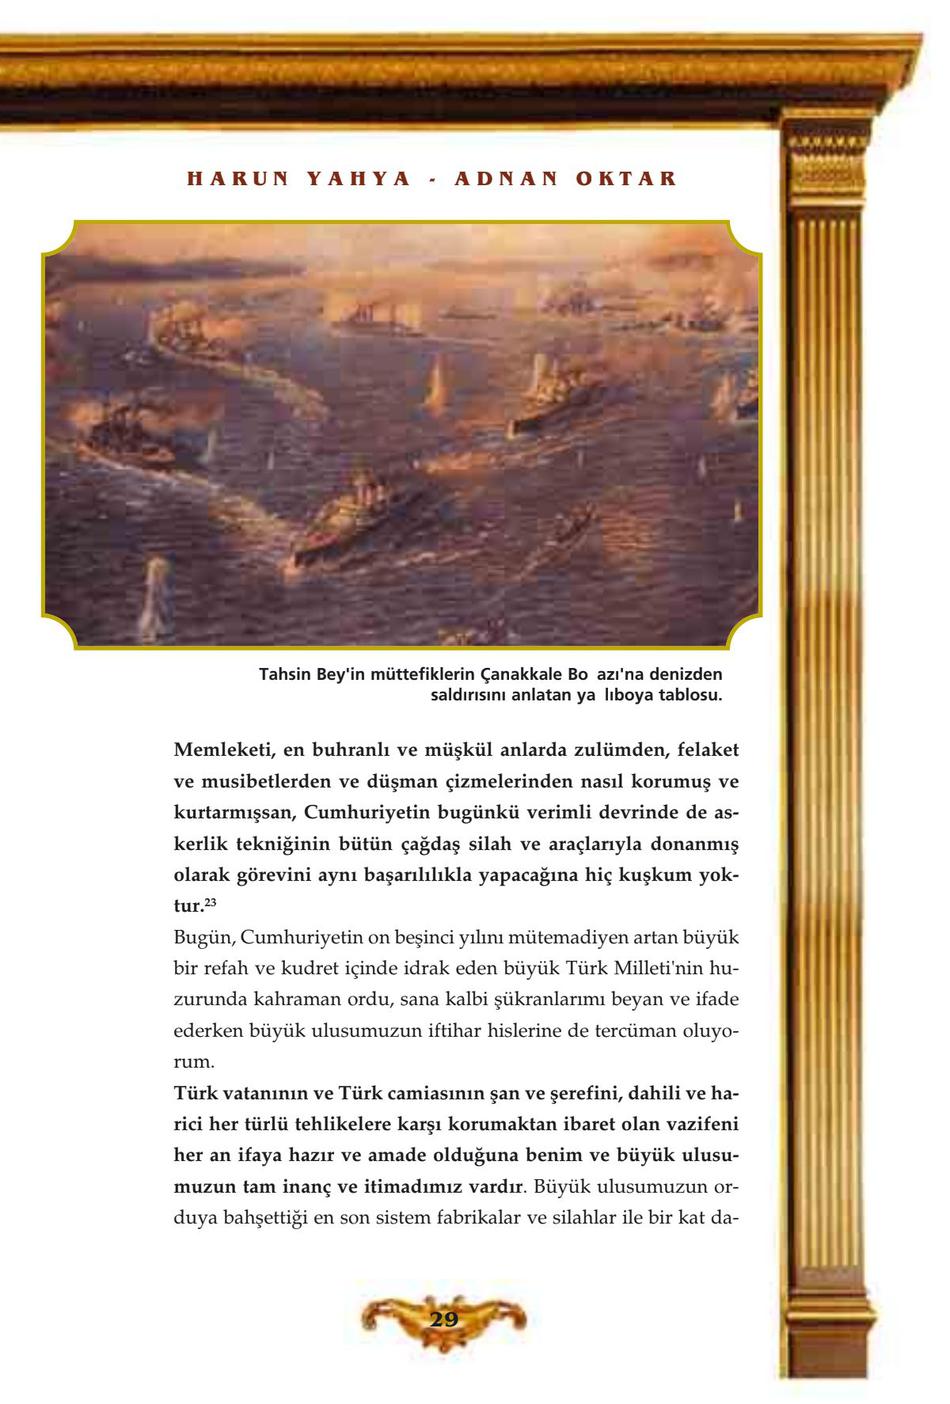 HARUN YAHYA - ADNAN OKTAR
Tahsin Bey'in müttefiklerin Çanakkale Bo azı'na denizden
saldırısını anlatan ya lıboya tablosu.
Memleketi, en buhranlı ve müşkül anlarda zulümden, felaket
ve musibetlerden ve düşman çizmelerinden nasıl korumuş ve
kurtarmışsan, Cumhuriyetin bugünkü verimli devrinde de as-
kerlik tekniğinin bütün çağdaş silah ve araçlarıyla donanmış
olarak görevini aynı başarılılıkla yapacağına hiç kuşkum yok-
tur.²³
Bugün, Cumhuriyetin on beşinci yılını mütemadiyen artan büyük
bir refah ve kudret içinde idrak eden büyük Türk Milleti'nin hu-
zurunda kahraman ordu, sana kalbi şükranlarımı beyan ve ifade
ederken büyük ulusumuzun iftihar hislerine de tercüman oluyo-
rum.
Türk vatanının ve Türk camiasının şan ve şerefini, dahili ve ha-
rici her türlü tehlikelere karşı korumaktan ibaret olan vazifeni
her an ifaya hazır ve amade olduğuna benim ve büyük ulusu-
muzun tam inanç ve itimadımız vardır. Büyük ulusumuzun or-
duya bahşettiği en son sistem fabrikalar ve silahlar ile bir kat da-
29